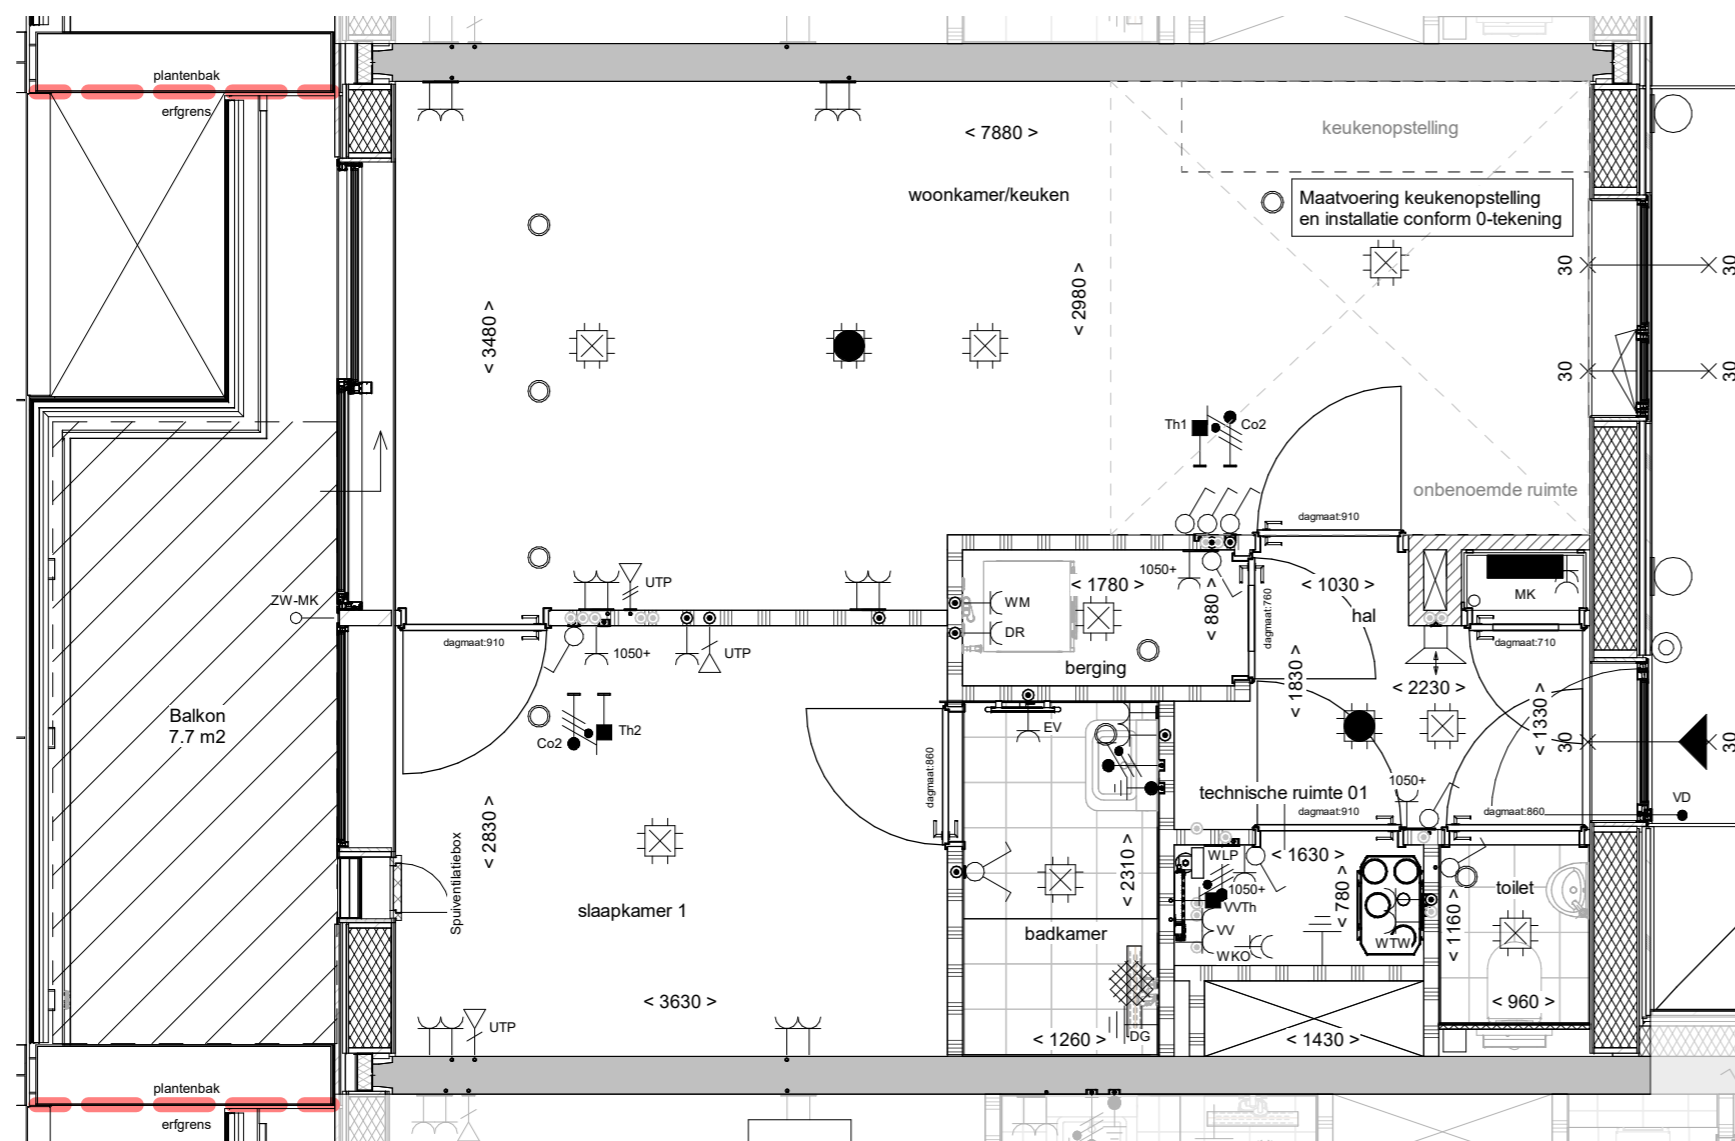 plantenbak
erfgrens
< 7880 >
keukenopstelling
woonkamer/keuken
Maatvoering keukenopstelling
en installatie conform 0-tekening
30
30
< 3480 >
< 2980 >
30
30
Th1
Co2
onbenoemde ruimte
dagmaat:910
UTP
ZW-MK
1050+
< 1780 >
< 880 >
dagmaat:760
< 1030 >
hal
MK
WM
DR
berging
dagmaat:910
1050+
UTP
dagmaat:710
< 1830 >
< 2230 >
< 1330 >
Balkon
7.7 m2
Co2
Th2
EV
30
30
dagmaat:860
technische ruimte 01
1050+
dagmaat:910
dagmaat:860
VD
< 2830 >
Spuiventilatiebox
slaapkamer 1
< 2310 >
badkamer
WLP
< 1630 >
1050+
VVTh
VV
WKO
< 780 >
WTW
toilet
< 1160 >
< 3630 >
UTP
< 1260 >
DG
< 1430 >
< 960 >
plantenbak
erfgrens